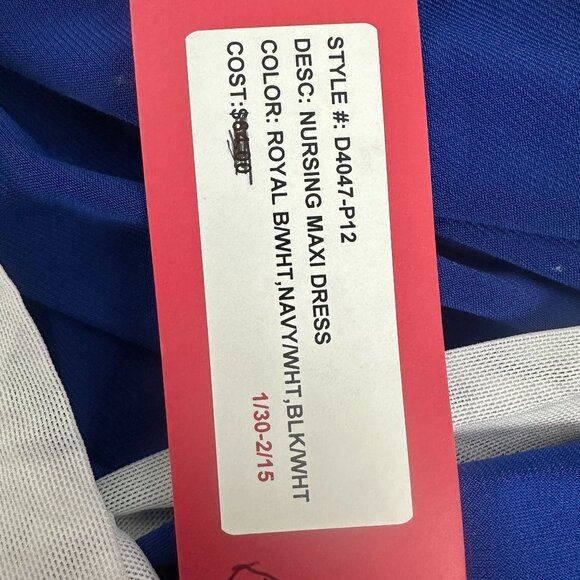 STYLE #: D4047-P12
DESC: NURSING MAXI DRESS
COLOR: ROYAL B/WHT,NAVY/WHT,BLK/WHT
COST:
1/30-2/15